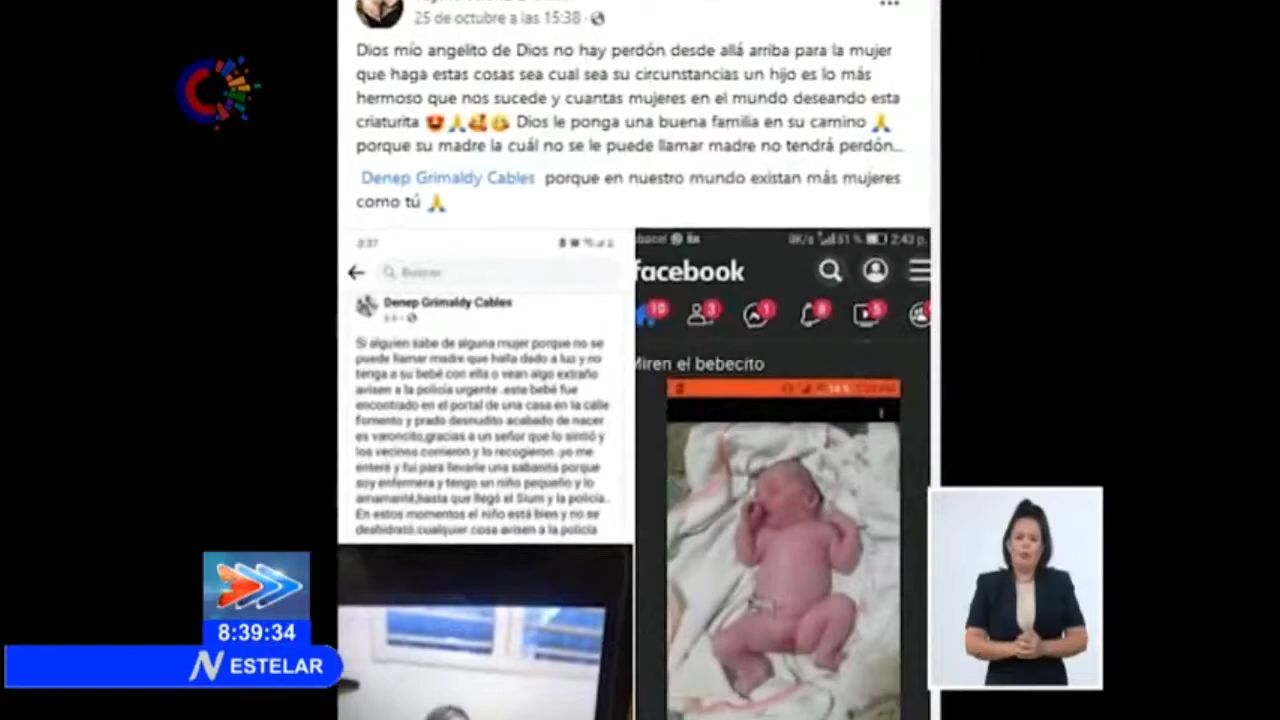 25 de octubre a las 15:38
Dios mío angelito de Dios no hay perdón desde allá arriba para la mujer
que haga estas cosas sea cual sea su circunstancias un hijo es lo más
hermoso que nos sucede y cuantas mujeres en el mundo deseando esta
criaturita 😍🙏🥰😘 Dios le ponga una buena familia en su camino 🙏
porque su madre la cuál no se le puede llamar madre no tendrá perdón...
Denep Grimaldy Cables porque en nuestro mundo existan más mujeres
como tú 🙏
Buscar
Denep Grimaldy Cables
Si alguien sabe de alguna mujer porque no se
puede llamar madre que halla dado a luz y no
tenga a su bebé con ella o vean algo extraño
avisen a la policía urgente .este bebé fue
encontrado en el portal de una casa en la calle
fomento y prado desnudito acabado de nacer
es varoncito,gracias a un señor que lo sintió y
los vecinos corrieron y lo recogieron .yo me
enteré y fui para llevarle una sabanita porque
soy enfermera y tengo un niño pequeño y lo
amamanté,hasta que llegó el Sium y la policía..
En estos momentos el niño está bien y no se
deshidrató.cualquier cosa avisen a la policía
2:43 p.
facebook
10 3 1 8 5
Miren el bebecito
8:39:34
N ESTELAR